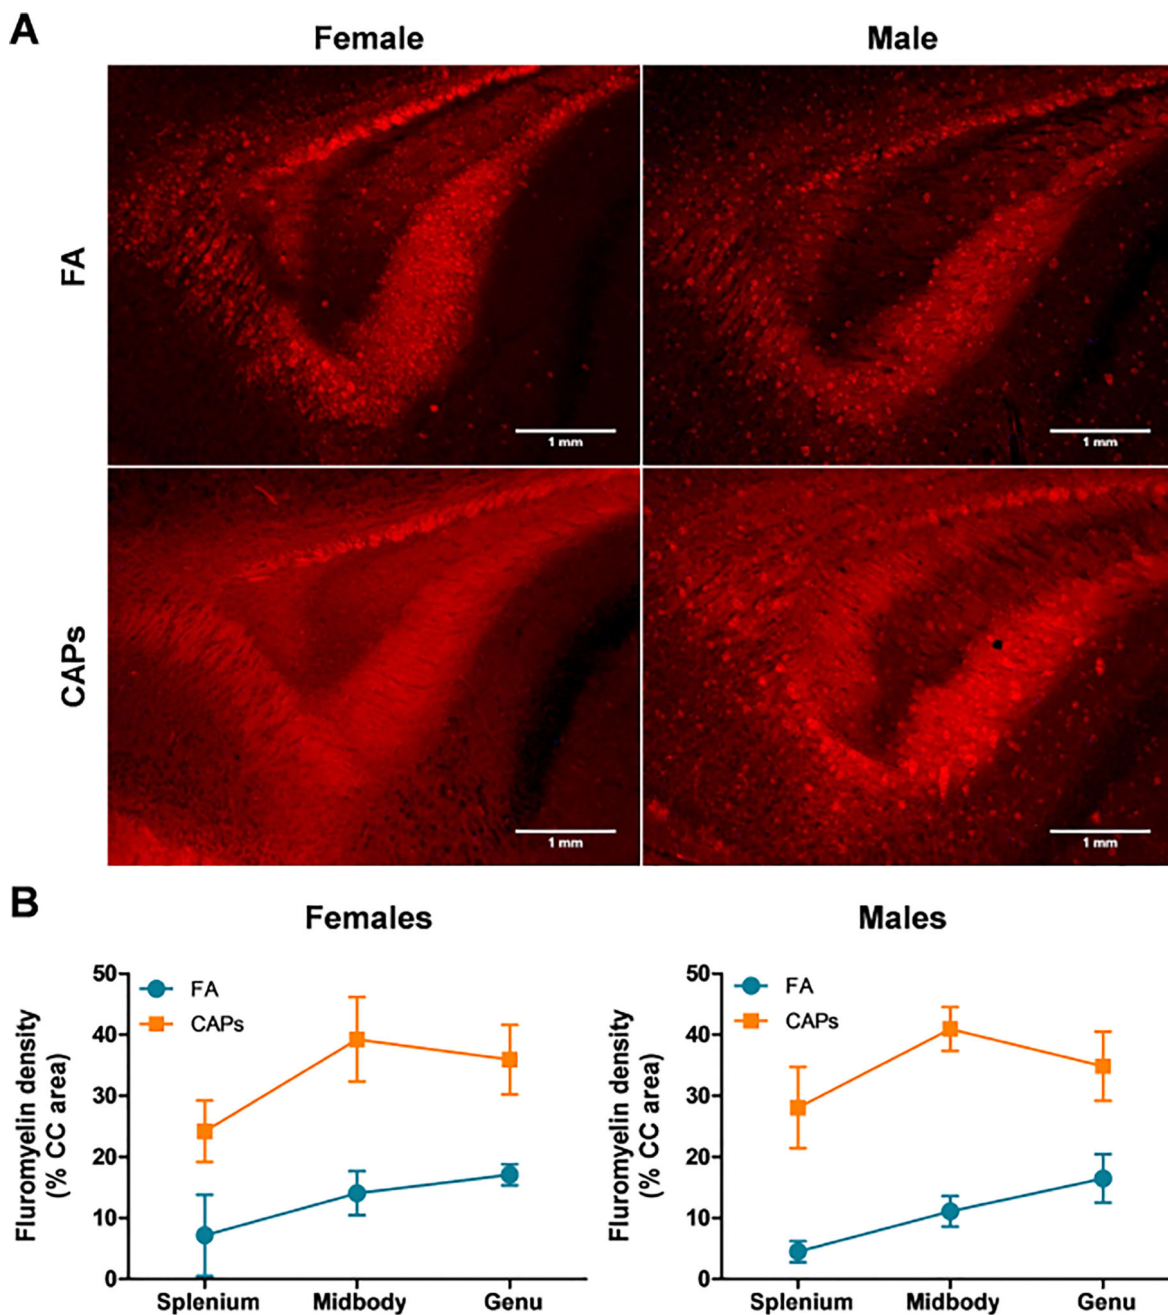 A
Female
Male
FA
1 mm
1 mm
CAPs
1 mm
1 mm
B
Females
Males
Fluromyelin density
(% CC area)
50
40
30
20
10
0
FA
CAPs
Splenium
Midbody
Genu
Fluromyelin density
(% CC area)
50
40
30
20
10
0
FA
CAPs
Splenium
Midbody
Genu